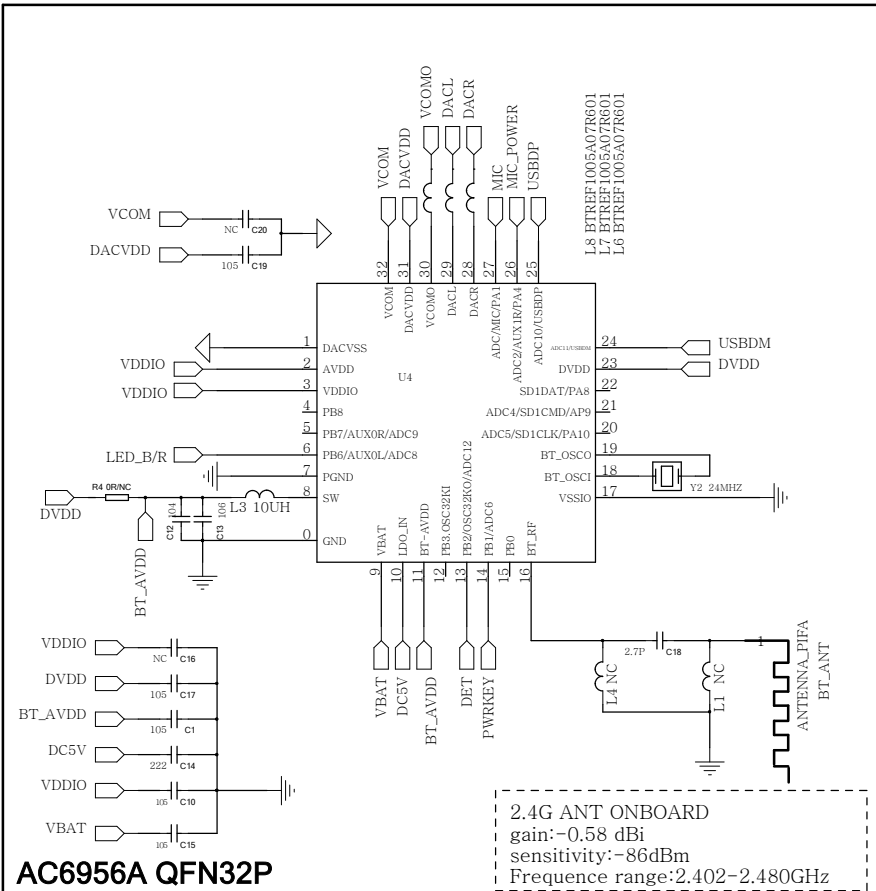 VCOMO
DACL
DACR
VCOM
DACVDD
MIC
MIC_POWER
USBDP
L8 BTREF1005A07R601
L7 BTREF1005A07R601
L6 BTREF1005A07R601
VCOM
NC C20
DACVDD
105 C19
32 31 30 29 28 27 26 25
VCOM
DACVDD
VCOMO
DACL
DACR
ADC/MIC/PA1
ADC2/AUX1R/PA4
ADC10/USBDP
U4
1 DACVSS
VDDIO 2 AVDD
VDDIO 3 VDDIO
4 PB8
5 PB7/AUX0R/ADC9
LED_B/R 6 PB6/AUX0L/ADC8
7 PGND
8 SW
0 GND
ADC11/USBDM 24 USBDM
DVDD 23 DVDD
SD1DAT/PA8 22
ADC4/SD1CMD/AP9 21
ADC5/SD1CLK/PA10 20
BT_OSCO 19
BT_OSCI 18
VSSIO 17
Y2 24MHZ
R4 0R/NC
DVDD
L3 10UH
104
C12
106
C13
BT_AVDD
VBAT
LDO_IN
BT-AVDD
PB3.OSC32KI
PB2/OSC32KO/ADC12
PB1/ADC6
PB0
BT_RF
9 10 11 12 13 14 15 16
VBAT
DC5V
BT_AVDD
DET
PWRKEY
2.7P C18
L4 NC
L1 NC
1
ANTENNA_PIFA
BT_ANT
VDDIO
NC C16
DVDD
105 C17
BT_AVDD
105 C1
DC5V
222 C14
VDDIO
105 C10
VBAT
105 C15
2.4G ANT ONBOARD
gain:-0.58 dBi
sensitivity:-86dBm
Frequence range:2.402-2.480GHz
AC6956A QFN32P